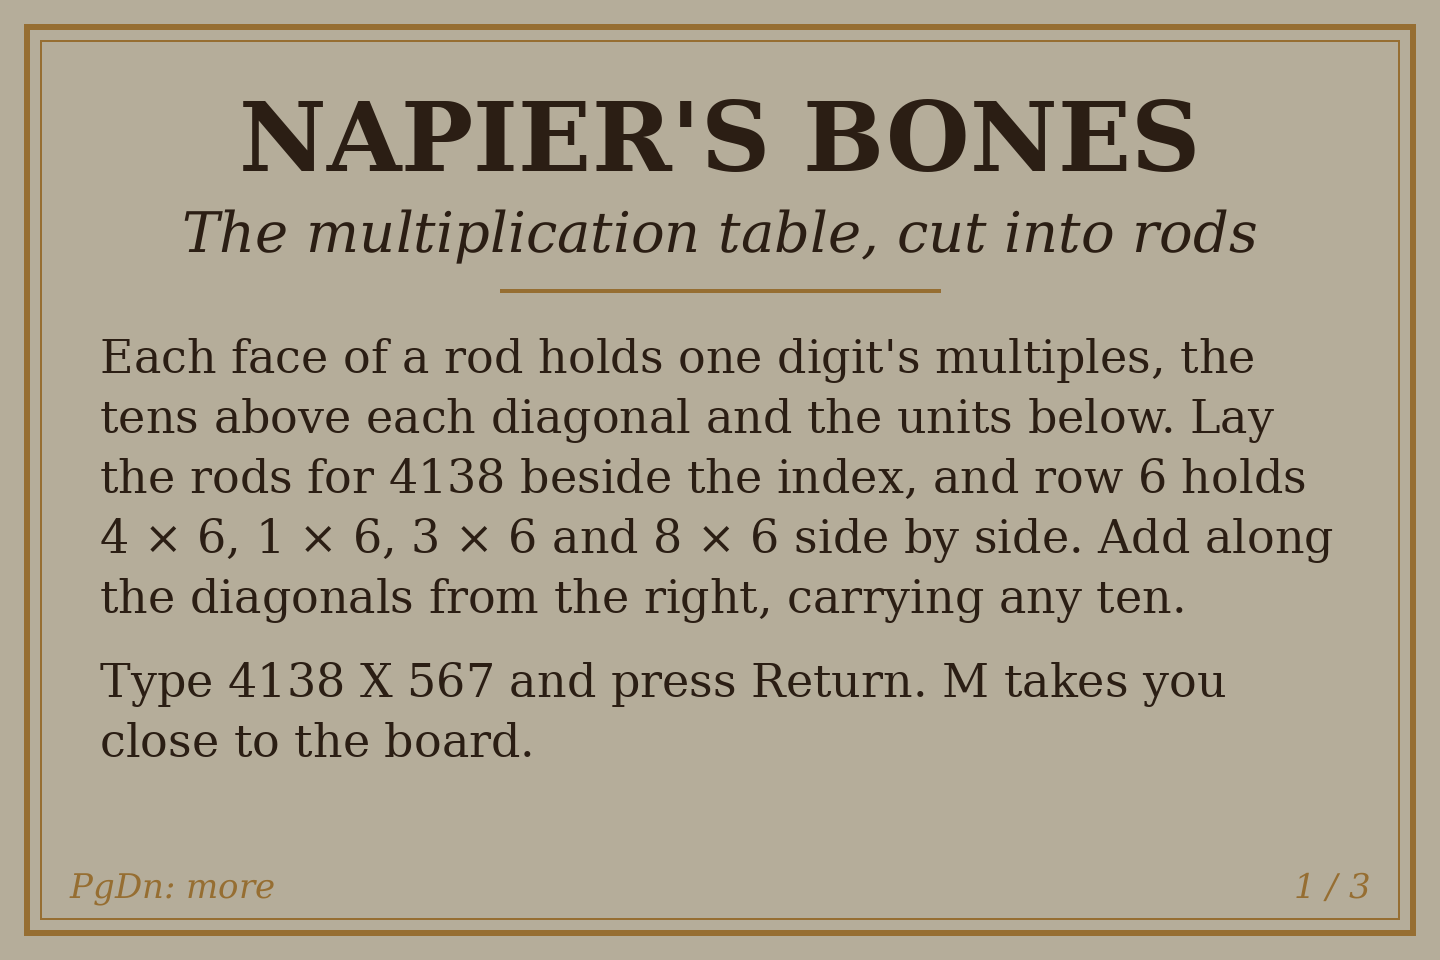 NAPIER'S BONES
The multiplication table, cut into rods
Each face of a rod holds one digit's multiples, the
tens above each diagonal and the units below. Lay
the rods for 4138 beside the index, and row 6 holds
4 × 6, 1 × 6, 3 × 6 and 8 × 6 side by side. Add along
the diagonals from the right, carrying any ten.
Type 4138 X 567 and press Return. M takes you
close to the board.
PgDn: more
1 / 3